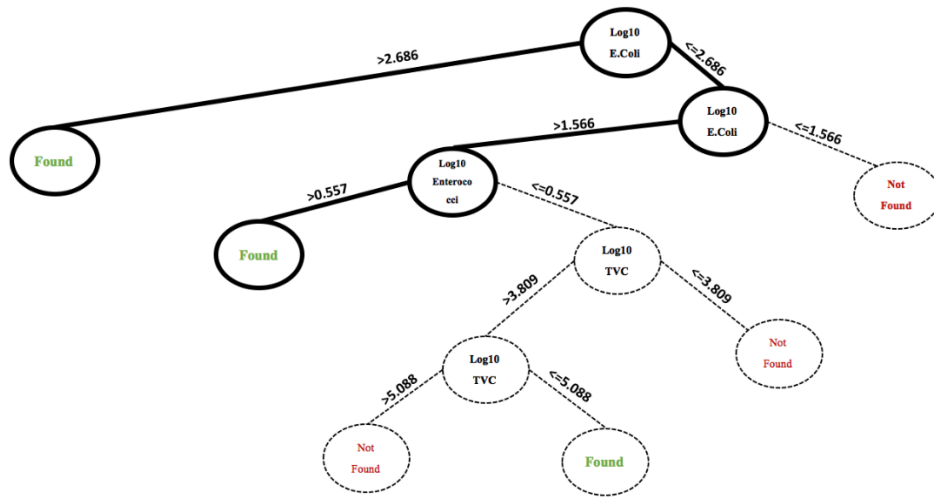 Log10
E.Coli
>2.686
<=2.686
Log10
E.Coli
>1.566
<=1.566
Found
Log10
Enteroco
cci
Not
Found
>0.557
<=0.557
Found
Log10
TVC
>3.809
<=3.809
Not
Found
Log10
TVC
>5.088
<=5.088
Not
Found
Found